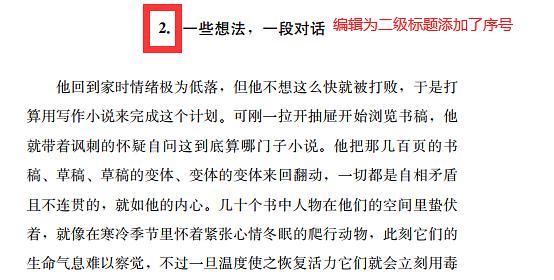 2. 一些想法，一段对话 编辑为二级标题添加了序号
他回到家时情绪极为低落，但他不想这么快就被打败，于是打
算用写作小说来完成这个计划。可刚一拉开抽屉开始浏览书稿，他
就带着讽刺的怀疑自问这到底算哪门子小说。他把那几百页的书
稿、草稿、草稿的变体、变体的变体来回翻动，一切都是自相矛盾
且不连贯的，就如他的内心。几十个书中人物在他们的空间里蛰伏
着，就像在寒冷季节里怀着紧张心情冬眠的爬行动物，此刻它们的
生命气息难以察觉，不过一旦温度使之恢复活力它们就会立刻用毒